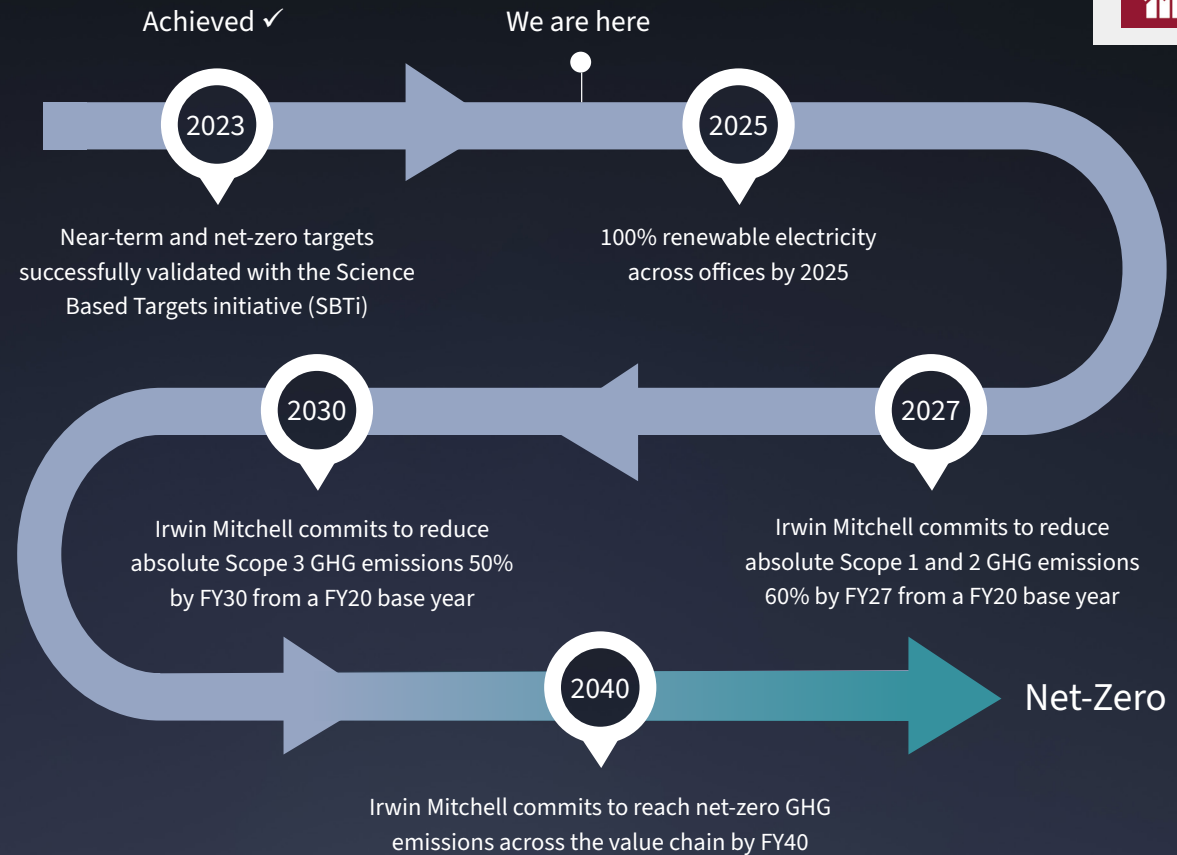 Achieved ✓
We are here
2023
2025
Near-term and net-zero targets
successfully validated with the Science
Based Targets initiative (SBTi)
100% renewable electricity
across offices by 2025
2027
Irwin Mitchell commits to reduce
absolute Scope 1 and 2 GHG emissions
60% by FY27 from a FY20 base year
2030
Irwin Mitchell commits to reduce
absolute Scope 3 GHG emissions 50%
by FY30 from a FY20 base year
2040
Net-Zero
Irwin Mitchell commits to reach net-zero GHG
emissions across the value chain by FY40